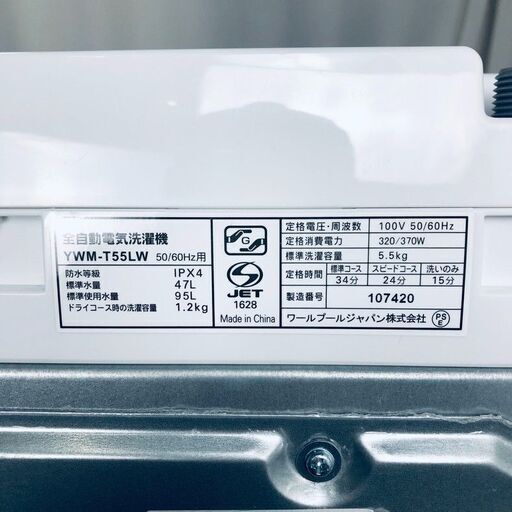 全自動電気洗濯機
YWM-T55LW 50/60Hz用
防水等級 IPX4
標準水量 47L
標準使用水量 95L
ドライコース時の洗濯容量 1.2kg
G
S
JET
1628
Made in China
定格電圧・周波数 100V 50/60Hz
定格消費電力 320/370W
標準洗濯容量 5.5kg
定格時間 標準コース スピードコース 洗いのみ
34分 24分 15分
製造番号 107420
ワールプールジャパン株式会社 PSE